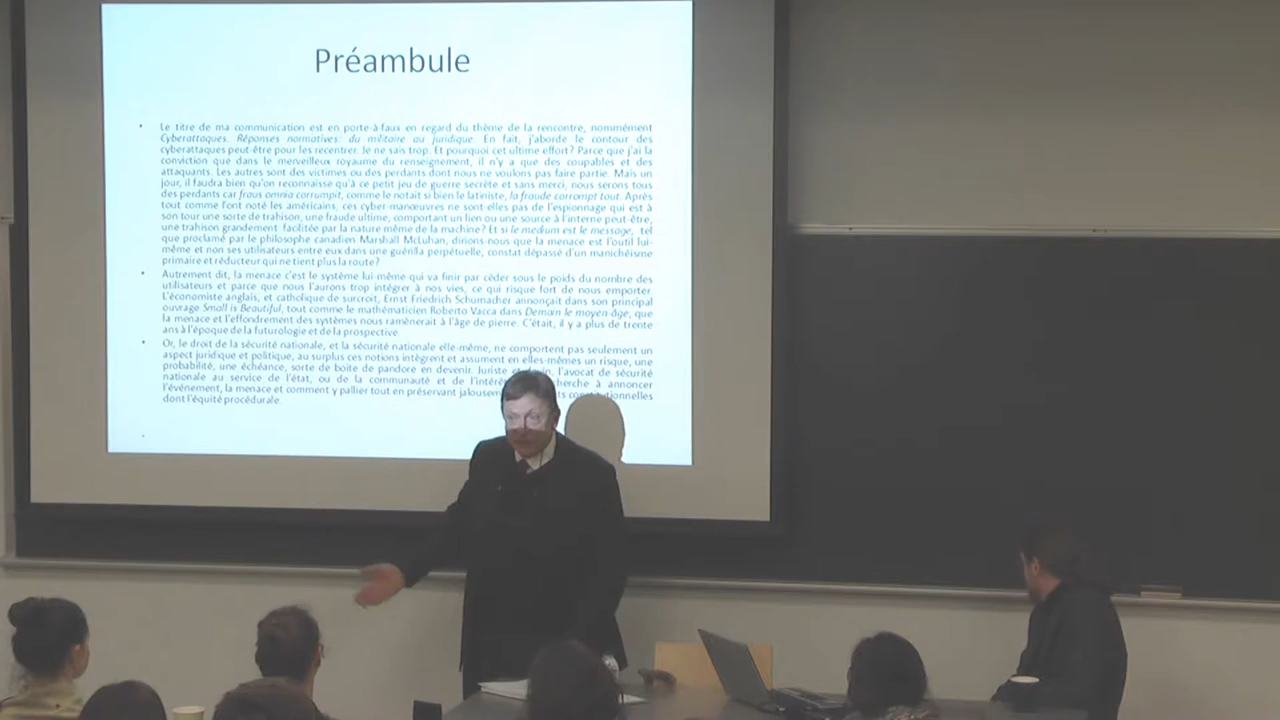 Préambule
• Le titre de ma communication est en porte-à-faux en regard du thème de la rencontre, nommément
Cyberattaques. Réponses normatives: du militaire au juridique. En fait, j'aborde le contour des
cyberattaques peut-être pour les recentrer. Je ne sais trop. Et pourquoi cet ultime effort? Parce que j'ai la
conviction que dans le merveilleux royaume du renseignement, il n'y a que des coupables et des
attaquants. Les autres sont des victimes ou des perdants dont nous ne voulons pas faire partie. Mais un
jour, il faudra bien qu'on reconnaisse qu'à ce petit jeu de guerre secrète et sans merci, nous serons tous
des perdants car fraus omnia corrumpit, comme le notait si bien le latiniste, la fraude corrompt tout. Après
tout comme l'ont noté les américains, ces cyber-manœuvres ne sont-elles pas de l'espionnage qui est à
son tour une sorte de trahison, une fraude ultime, comportant un lien ou une source à l'interne peut-être,
une trahison grandement facilitée par la nature même de la machine? Et si le medium est le message, tel
que proclamé par le philosophe canadien Marshall McLuhan, dirions-nous que la menace est l'outil lui-
même et non ses utilisateurs entre eux dans une guérilla perpétuelle, constat dépassé d'un manichéisme
primaire et réducteur qui ne tient plus la route?
• Autrement dit, la menace c'est le système lui-même qui va finir par céder sous le poids du nombre des
utilisateurs et parce que nous l'aurons trop intégrer à nos vies, ce qui risque fort de nous emporter.
L'économiste anglais, et catholique de surcroit, Ernst Friedrich Schumacher annonçait dans son principal
ouvrage Small is Beautiful, tout comme le mathématicien Roberto Vacca dans Demain le moyen-âge, que
la menace et l'effondrement des systèmes nous ramènerait à l'âge de pierre. C'était, il y a plus de trente
ans à l'époque de la futurologie et de la prospective.
• Or, le droit de la sécurité nationale, et la sécurité nationale elle-même, ne comportent pas seulement un
aspect juridique et politique, au surplus ces notions intègrent et assument en elles-mêmes un risque, une
probabilité, une échéance, sorte de boite de pandore en devenir. Juriste et l'avocat de sécurité
nationale au service de l'état, ou de la communauté et de l'intérêt cherche à annoncer
l'événement, la menace et comment y pallier tout en préservant constitutionnelles
dont l'équité procédurale.